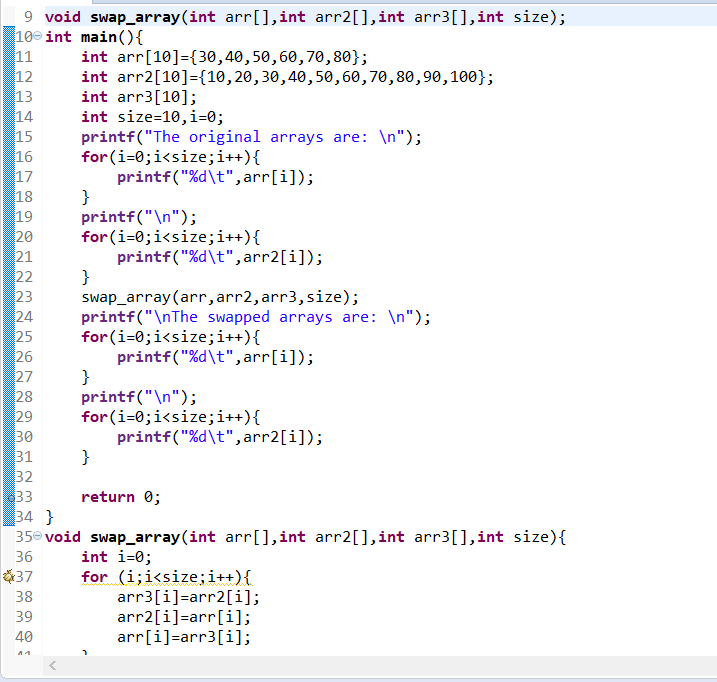 9 void swap_array(int arr[],int arr2[],int arr3[],int size);
10 int main(){
11     int arr[10]={30,40,50,60,70,80};
12     int arr2[10]={10,20,30,40,50,60,70,80,90,100};
13     int arr3[10];
14     int size=10,i=0;
15     printf("The original arrays are: \n");
16     for(i=0;i<size;i++){
17         printf("%d\t",arr[i]);
18     }
19     printf("\n");
20     for(i=0;i<size;i++){
21         printf("%d\t",arr2[i]);
22     }
23     swap_array(arr,arr2,arr3,size);
24     printf("\nThe swapped arrays are: \n");
25     for(i=0;i<size;i++){
26         printf("%d\t",arr[i]);
27     }
28     printf("\n");
29     for(i=0;i<size;i++){
30         printf("%d\t",arr2[i]);
31     }
32
33     return 0;
34 }
35 void swap_array(int arr[],int arr2[],int arr3[],int size){
36     int i=0;
37     for (i;i<size;i++){
38         arr3[i]=arr2[i];
39         arr2[i]=arr[i];
40         arr[i]=arr3[i];
41     }